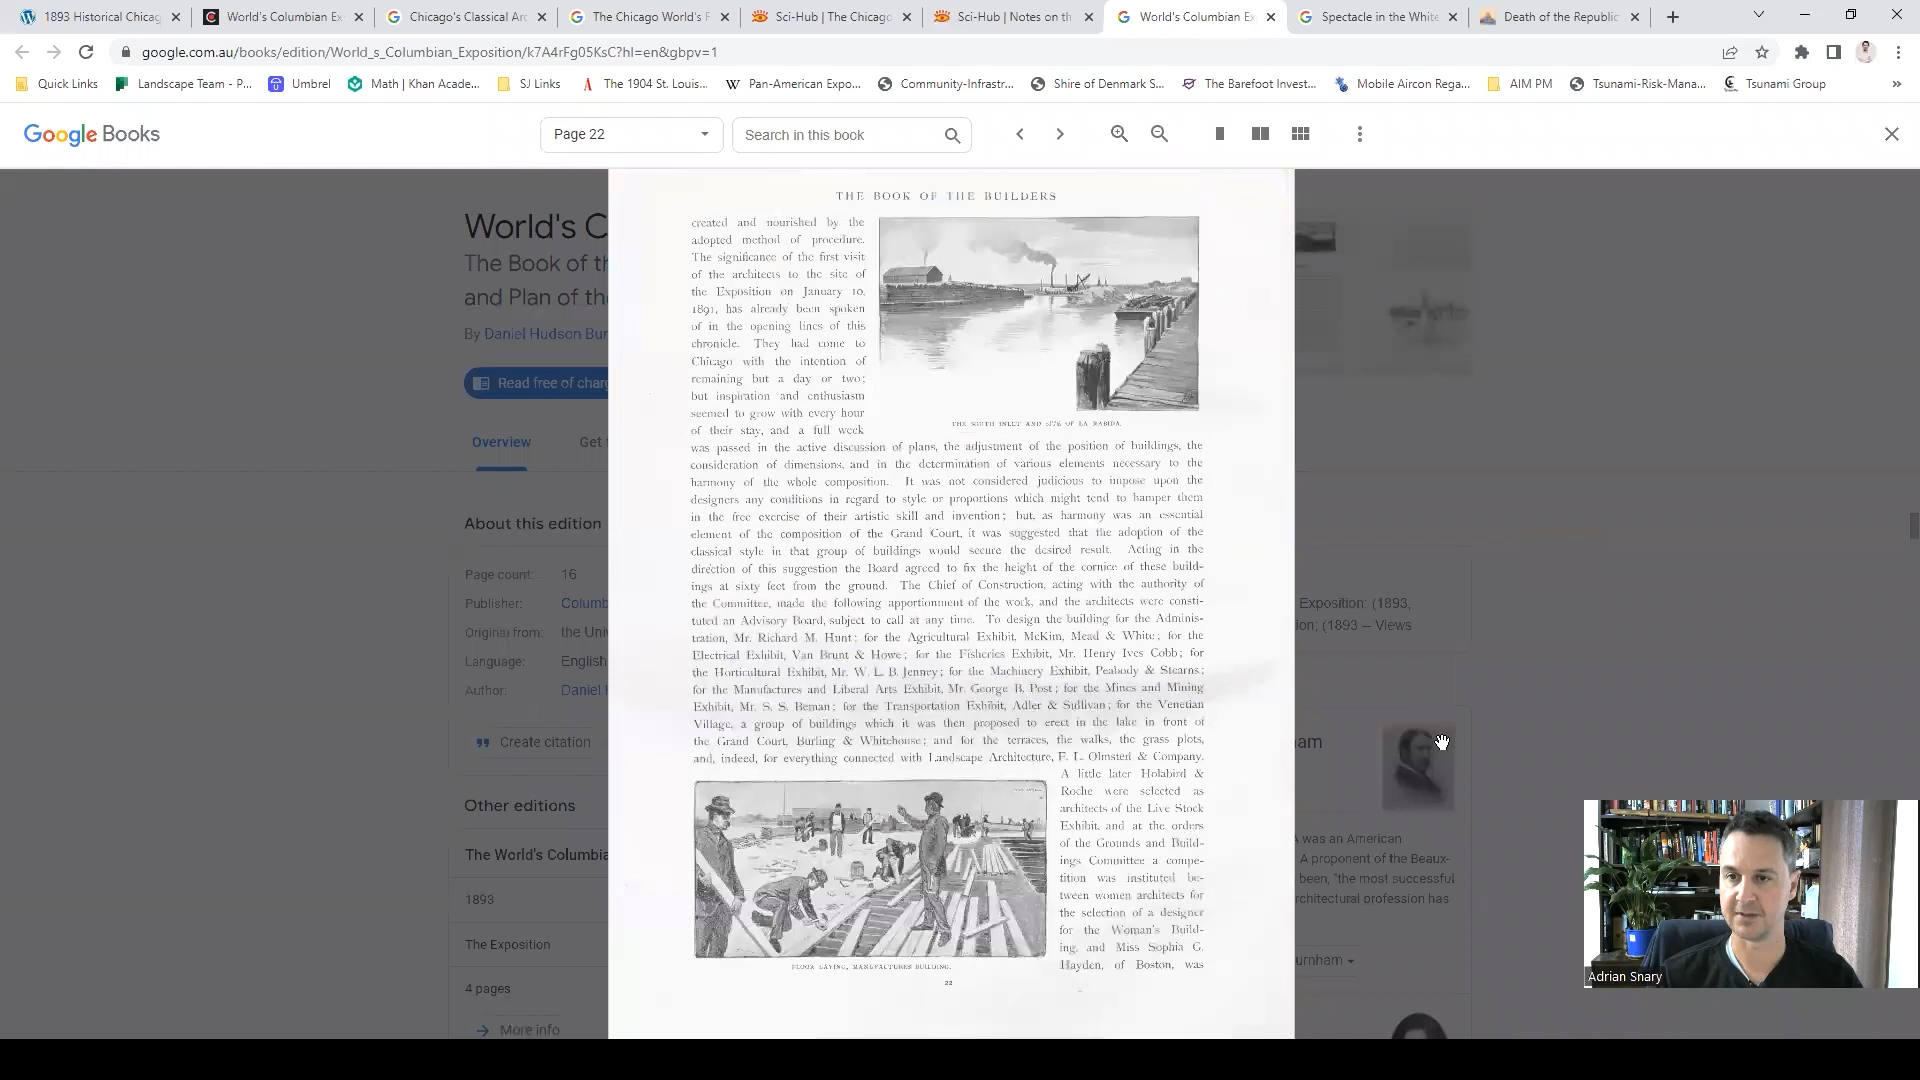 1893 Historical Chicag
World's Columbian Ex
Chicago's Classical Arc
The Chicago World's F
Sci-Hub | The Chicago
Sci-Hub | Notes on th
World's Columbian Ex
Spectacle in the White
Death of the Republic
google.com.au/books/edition/World_s_Columbian_Exposition/k7A4rFg05KsC?hl=en&gbpv=1
Quick Links
Landscape Team - P...
Umbrel
Math | Khan Acade...
SJ Links
The 1904 St. Louis...
Pan-American Expo...
Community-Infrastr...
Shire of Denmark S...
The Barefoot Invest...
Mobile Aircon Rega...
AIM PM
Tsunami-Risk-Mana...
Tsunami Group
Google Books
Page 22
Search in this book
World's C
The Book of th
and Plan of the
By Daniel Hudson Bur
Read free of charg
Overview
Get
About this edition
Page count: 16
Publisher: Columb
Original from: the Uni
Language: English
Author: Daniel H
Create citation
Other editions
The World's Columbia
1893
The Exposition
4 pages
More info
THE BOOK OF THE BUILDERS
created and nourished by the
adopted method of procedure.
The significance of the first visit
of the architects to the site of
the Exposition on January 10,
1891, has already been spoken
of in the opening lines of this
chronicle. They had come to
Chicago with the intention of
remaining but a day or two;
but inspiration and enthusiasm
seemed to grow with every hour
of their stay, and a full week
THE SOUTH INLET AND SITE OF LA RABIDA.
was passed in the active discussion of plans, the adjustment of the position of buildings, the
consideration of dimensions, and in the determination of various elements necessary to the
harmony of the whole composition. It was not considered judicious to impose upon the
designers any conditions in regard to style or proportions which might tend to hamper them
in the free exercise of their artistic skill and invention; but, as harmony was an essential
element of the composition of the Grand Court, it was suggested that the adoption of the
classical style in that group of buildings would secure the desired result. Acting in the
direction of this suggestion the Board agreed to fix the height of the cornice of these build-
ings at sixty feet from the ground. The Chief of Construction, acting with the authority of
the Committee, made the following apportionment of the work, and the architects were consti-
tuted an Advisory Board, subject to call at any time. To design the building for the Adminis-
tration, Mr. Richard M. Hunt; for the Agricultural Exhibit, McKim, Mead & White; for the
Electrical Exhibit, Van Brunt & Howe; for the Fisheries Exhibit, Mr. Henry Ives Cobb; for
the Horticultural Exhibit, Mr. W. L. B. Jenney; for the Machinery Exhibit, Peabody & Stearns;
for the Manufactures and Liberal Arts Exhibit, Mr. George B. Post; for the Mines and Mining
Exhibit, Mr. S. S. Beman; for the Transportation Exhibit, Adler & Sullivan; for the Venetian
Village, a group of buildings which it was then proposed to erect in the lake in front of
the Grand Court, Burling & Whitehouse; and for the terraces, the walks, the grass plots,
and, indeed, for everything connected with Landscape Architecture, F. L. Olmsted & Company.
A little later Holabird &
Roche were selected as
architects of the Live Stock
Exhibit, and at the orders
of the Grounds and Build-
ings Committee a compe-
tition was instituted be-
tween women architects for
the selection of a designer
for the Woman's Build-
ing, and Miss Sophia G.
Hayden, of Boston, was
FLOOR LAYING, MANUFACTURES BUILDING.
22
Exposition: (1893,
ion; (1893 -- Views
ham
A was an American
. A proponent of the Beaux-
been, "the most successful
rchitectural profession has
urnham
Adrian Snary